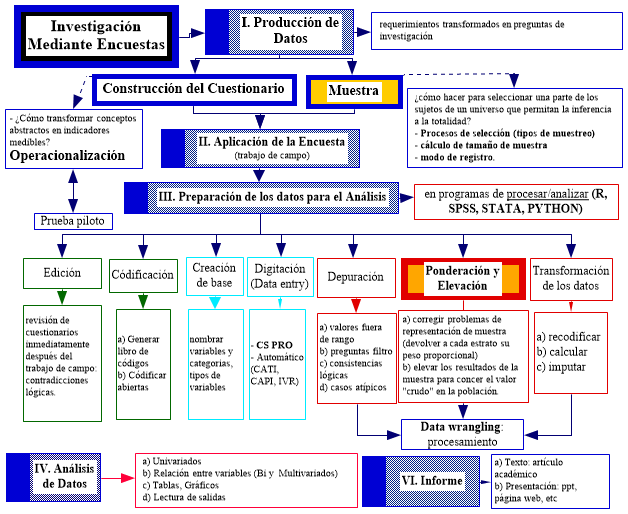 Investigación
Mediante Encuestas
I. Producción de
Datos
requerimientos transformados en preguntas de
investigación
Construcción del Cuestionario
Muestra
- ¿Cómo transformar conceptos
abstractos en indicadores
medibles?
Operacionalización
¿cómo hacer para seleccionar una parte de los
sujetos de un universo que permitan la inferencia
a la totalidad?
- Procesos de selección (tipos de muestreo)
- cálculo de tamaño de muestra
- modo de registro.
II. Aplicación de la Encuesta
(trabajo de campo)
III. Preparación de los datos para el Análisis
en programas de procesar/analizar (R,
SPSS, STATA, PYTHON)
Prueba piloto
Edición
Códificación
Creación
de base
Digitación
(Data entry)
Depuración
Ponderación y
Elevación
Transformación
de los datos
revisión de
cuestionarios
inmediatamente
después del
trabajo de campo:
contradicciones
lógicas.
a) Generar
libro de
códigos
b) Códificar
abiertas
nombrar
variables y
categorías,
tipos de
variables
- CS PRO
- Automático
(CATI,
CAPI, IVR)
a) valores fuera
de rango
b) preguntas filtro
c) consistencias
lógicas
d) casos atípicos
a) corregir problemas de
representación de muestra
(devolver a cada estrato su
peso proporcional)
b) elevar los resultados de la
muestra para concer el valor
"crudo" en la población.
a) recodificar
b) calcular
c) imputar
Data wrangling:
procesamiento
IV. Análisis
de Datos
a) Univariados
b) Relación entre variables (Bi y Multivariados)
c) Tablas, Gráficos
d) Lectura de salidas
VI. Informe
a) Texto: artículo
académico
b) Presentación: ppt,
página web, etc